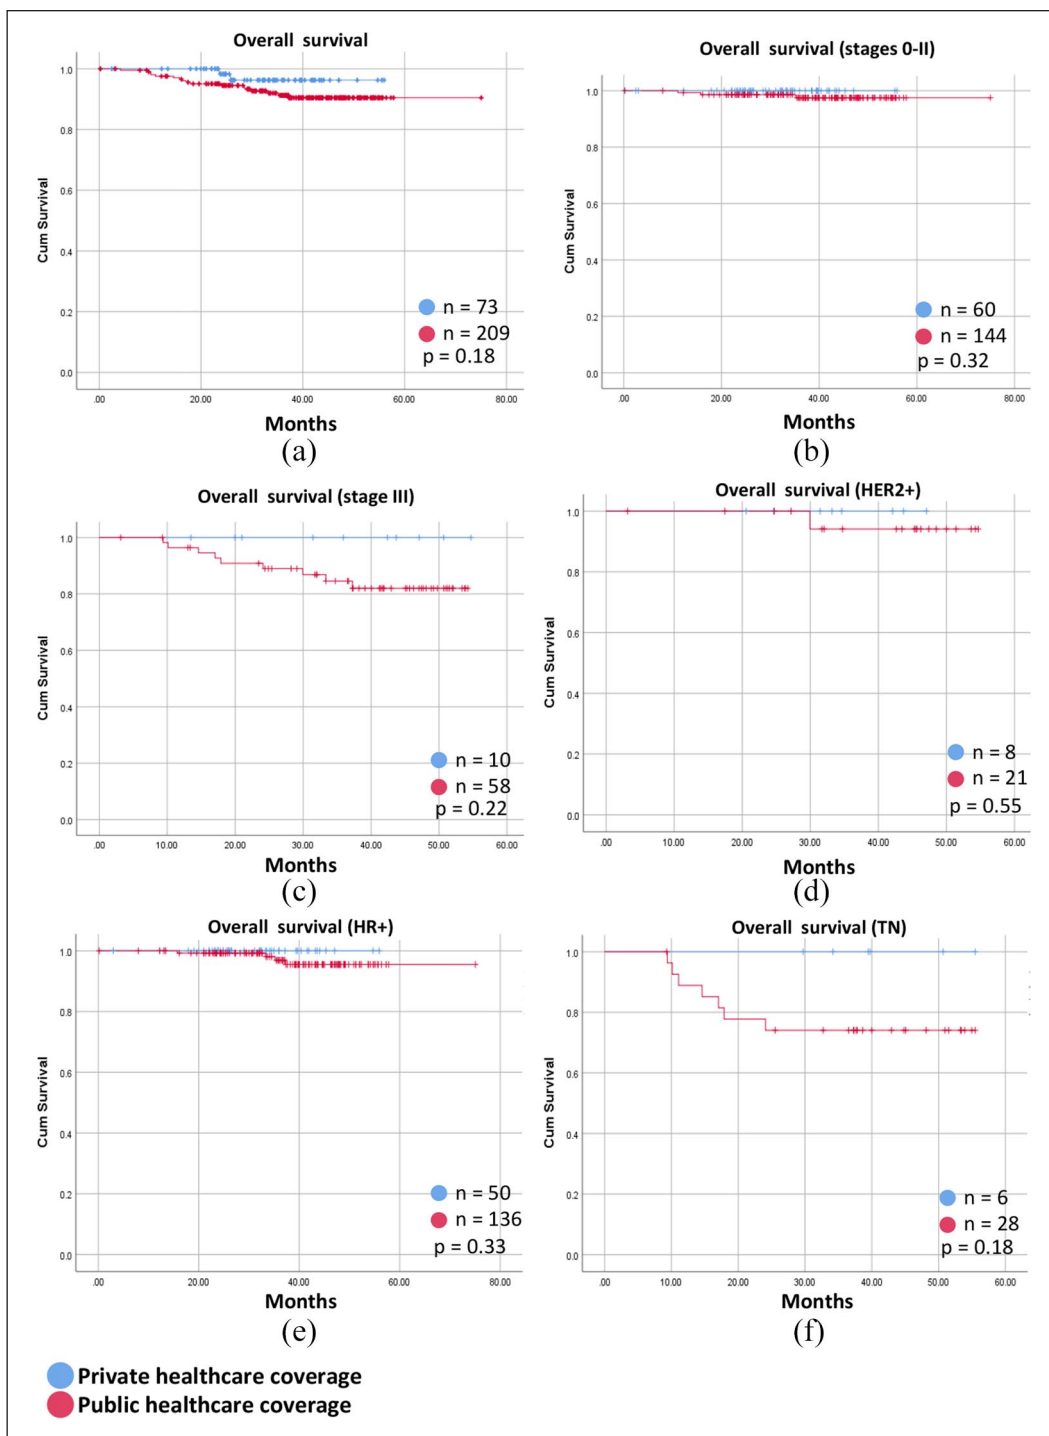 Overall survival
Cum Survival
1.0
0.8
0.6
0.4
0.2
0.0
n = 73
n = 209
p = 0.18
.00 20.00 40.00 60.00 80.00
Months
(a)
Overall survival (stages 0-II)
Cum Survival
1.0
0.8
0.6
0.4
0.2
0.0
n = 60
n = 144
p = 0.32
.00 20.00 40.00 60.00 80.00
Months
(b)
Overall survival (stage III)
Cum Survival
1.0
0.8
0.6
0.4
0.2
0.0
n = 10
n = 58
p = 0.22
.00 10.00 20.00 30.00 40.00 50.00 60.00
Months
(c)
Overall survival (HER2+)
Cum Survival
1.0
0.8
0.6
0.4
0.2
0.0
n = 8
n = 21
p = 0.55
.00 10.00 20.00 30.00 40.00 50.00 60.00
Months
(d)
Overall survival (HR+)
Cum Survival
1.0
0.8
0.6
0.4
0.2
0.0
n = 50
n = 136
p = 0.33
.00 20.00 40.00 60.00 80.00
Months
(e)
Overall survival (TN)
Cum Survival
1.0
0.8
0.6
0.4
0.2
0.0
n = 6
n = 28
p = 0.18
.00 10.00 20.00 30.00 40.00 50.00 60.00
Months
(f)
Private healthcare coverage
Public healthcare coverage